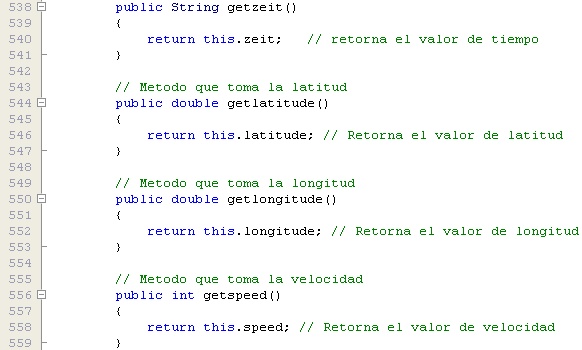 538 public String getzeit()
539 {
540 return this.zeit; // retorna el valor de tiempo
541 }
542
543 // Metodo que toma la latitud
544 public double getlatitude()
545 {
546 return this.latitude; // Retorna el valor de latitud
547 }
548
549 // Metodo que toma la longitud
550 public double getlongitude()
551 {
552 return this.longitude; // Retorna el valor de longitud
553 }
554
555 // Metodo que toma la velocidad
556 public int getspeed()
557 {
558 return this.speed; // Retorna el valor de velocidad
559 }